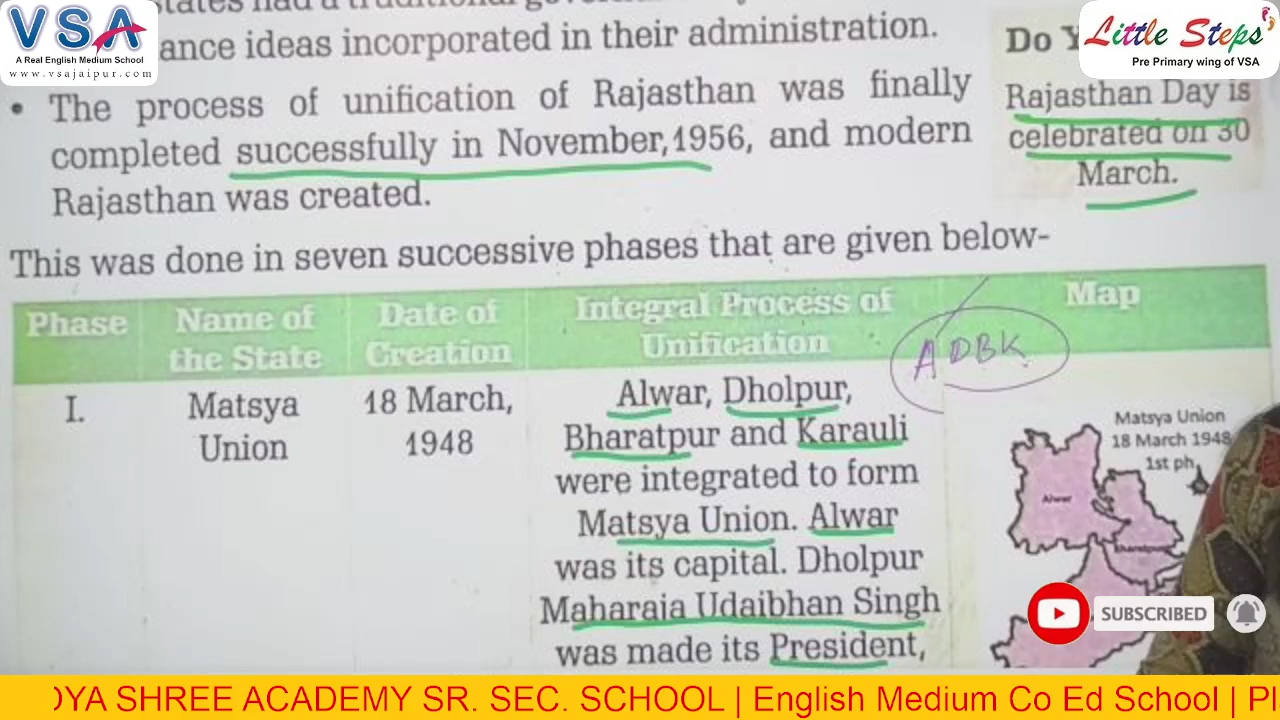 VSA
A Real English Medium School
www.vsajaipur.com
ance ideas incorporated in their administration.
Do
Little Steps
Pre Primary wing of VSA
• The process of unification of Rajasthan was finally
completed successfully in November,1956, and modern
Rajasthan was created.
Rajasthan Day is
celebrated on 30
March.
This was done in seven successive phases that are given below-
Phase
Name of
the State
Date of
Creation
Integral Process of
Unification
Map
A DBK
I.
Matsya
Union
18 March,
1948
Alwar, Dholpur,
Bharatpur and Karauli
were integrated to form
Matsya Union. Alwar
was its capital. Dholpur
Maharaja Udaibhan Singh
was made its President,
Matsya Union
18 March 1948
1st ph
Alwar
Bharatpur
SUBSCRIBED
DYA SHREE ACADEMY SR. SEC. SCHOOL | English Medium Co Ed School | Pl